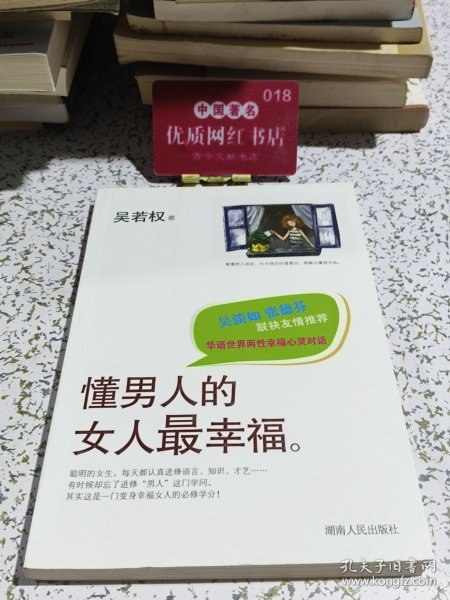 018
中国著名
优质网红书店
吴若权 著
吴淡如 张德芬
联袂友情推荐
华语世界两性幸福心灵对话
懂男人的
女人最幸福。
聪明的女生，每天都认真进修语言、知识、才艺……
有时候却忘了进修“男人”这门学问，
其实这是一门变身幸福女人的必修学分！
湖南人民出版社
孔夫子旧书网
www.kongfz.com